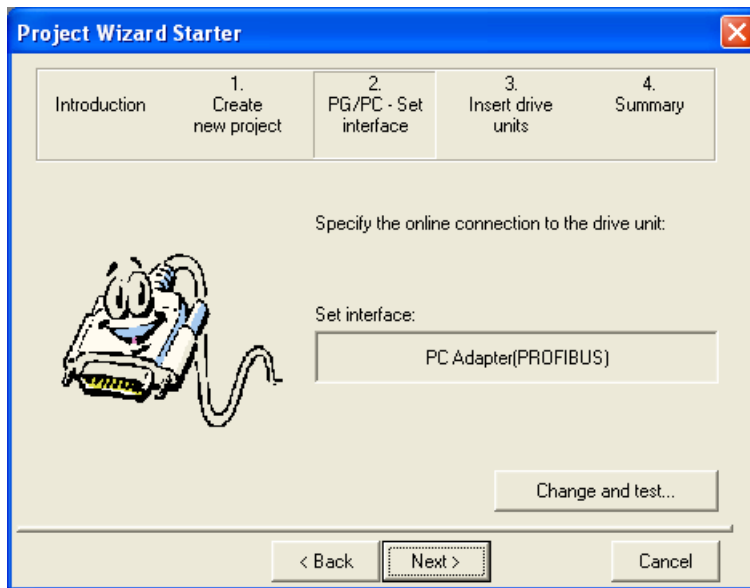 Project Wizard Starter
Introduction
1.
Create
new project
2.
PG/PC - Set
interface
3.
Insert drive
units
4.
Summary
Specify the online connection to the drive unit:
Set interface:
PC Adapter(PROFIBUS)
Change and test...
< Back
Next >
Cancel